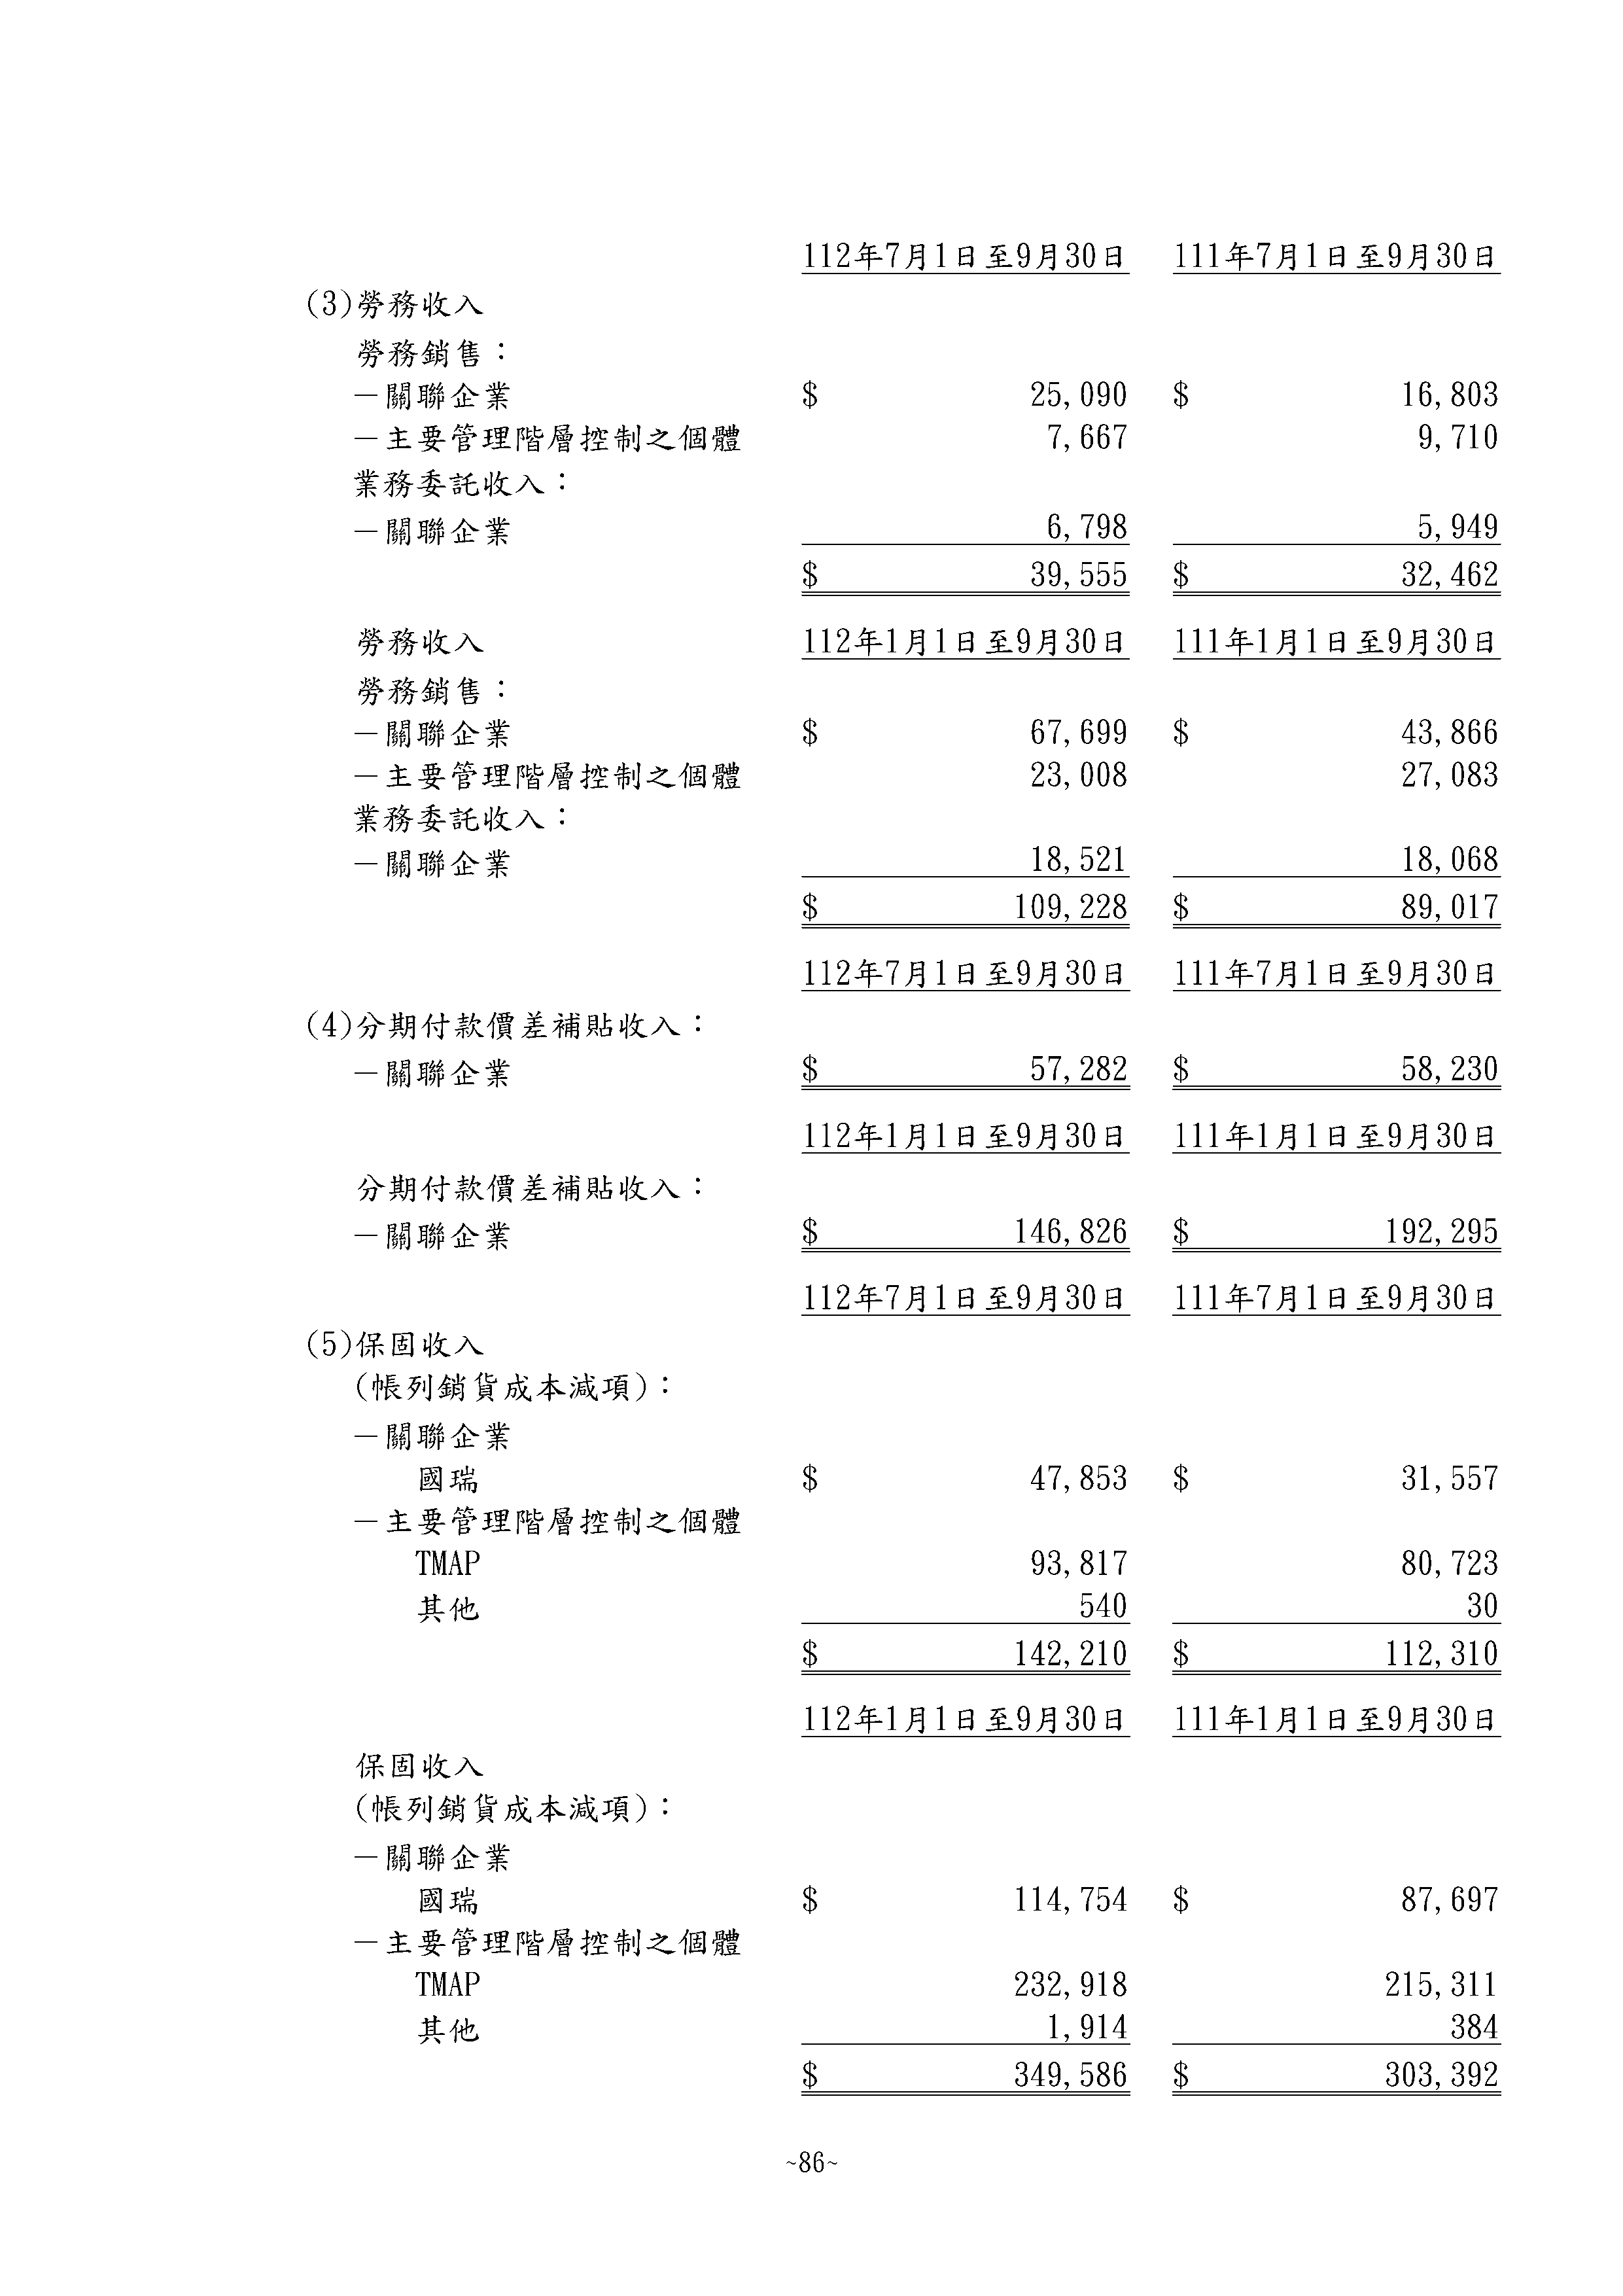 112年7月1日至9月30日 111年7月1日至9月30日
(3)勞務收入
勞務銷售：
－關聯企業 $ 25,090 $ 16,803
－主要管理階層控制之個體 7,667 9,710
業務委託收入：
－關聯企業 6,798 5,949
$ 39,555 $ 32,462
勞務收入 112年1月1日至9月30日 111年1月1日至9月30日
勞務銷售：
－關聯企業 $ 67,699 $ 43,866
－主要管理階層控制之個體 23,008 27,083
業務委託收入：
－關聯企業 18,521 18,068
$ 109,228 $ 89,017
112年7月1日至9月30日 111年7月1日至9月30日
(4)分期付款價差補貼收入：
－關聯企業 $ 57,282 $ 58,230
112年1月1日至9月30日 111年1月1日至9月30日
分期付款價差補貼收入：
－關聯企業 $ 146,826 $ 192,295
112年7月1日至9月30日 111年7月1日至9月30日
(5)保固收入
(帳列銷貨成本減項)：
－關聯企業
國瑞 $ 47,853 $ 31,557
－主要管理階層控制之個體
TMAP 93,817 80,723
其他 540 30
$ 142,210 $ 112,310
112年1月1日至9月30日 111年1月1日至9月30日
保固收入
(帳列銷貨成本減項)：
－關聯企業
國瑞 $ 114,754 $ 87,697
－主要管理階層控制之個體
TMAP 232,918 215,311
其他 1,914 384
$ 349,586 $ 303,392
~86~